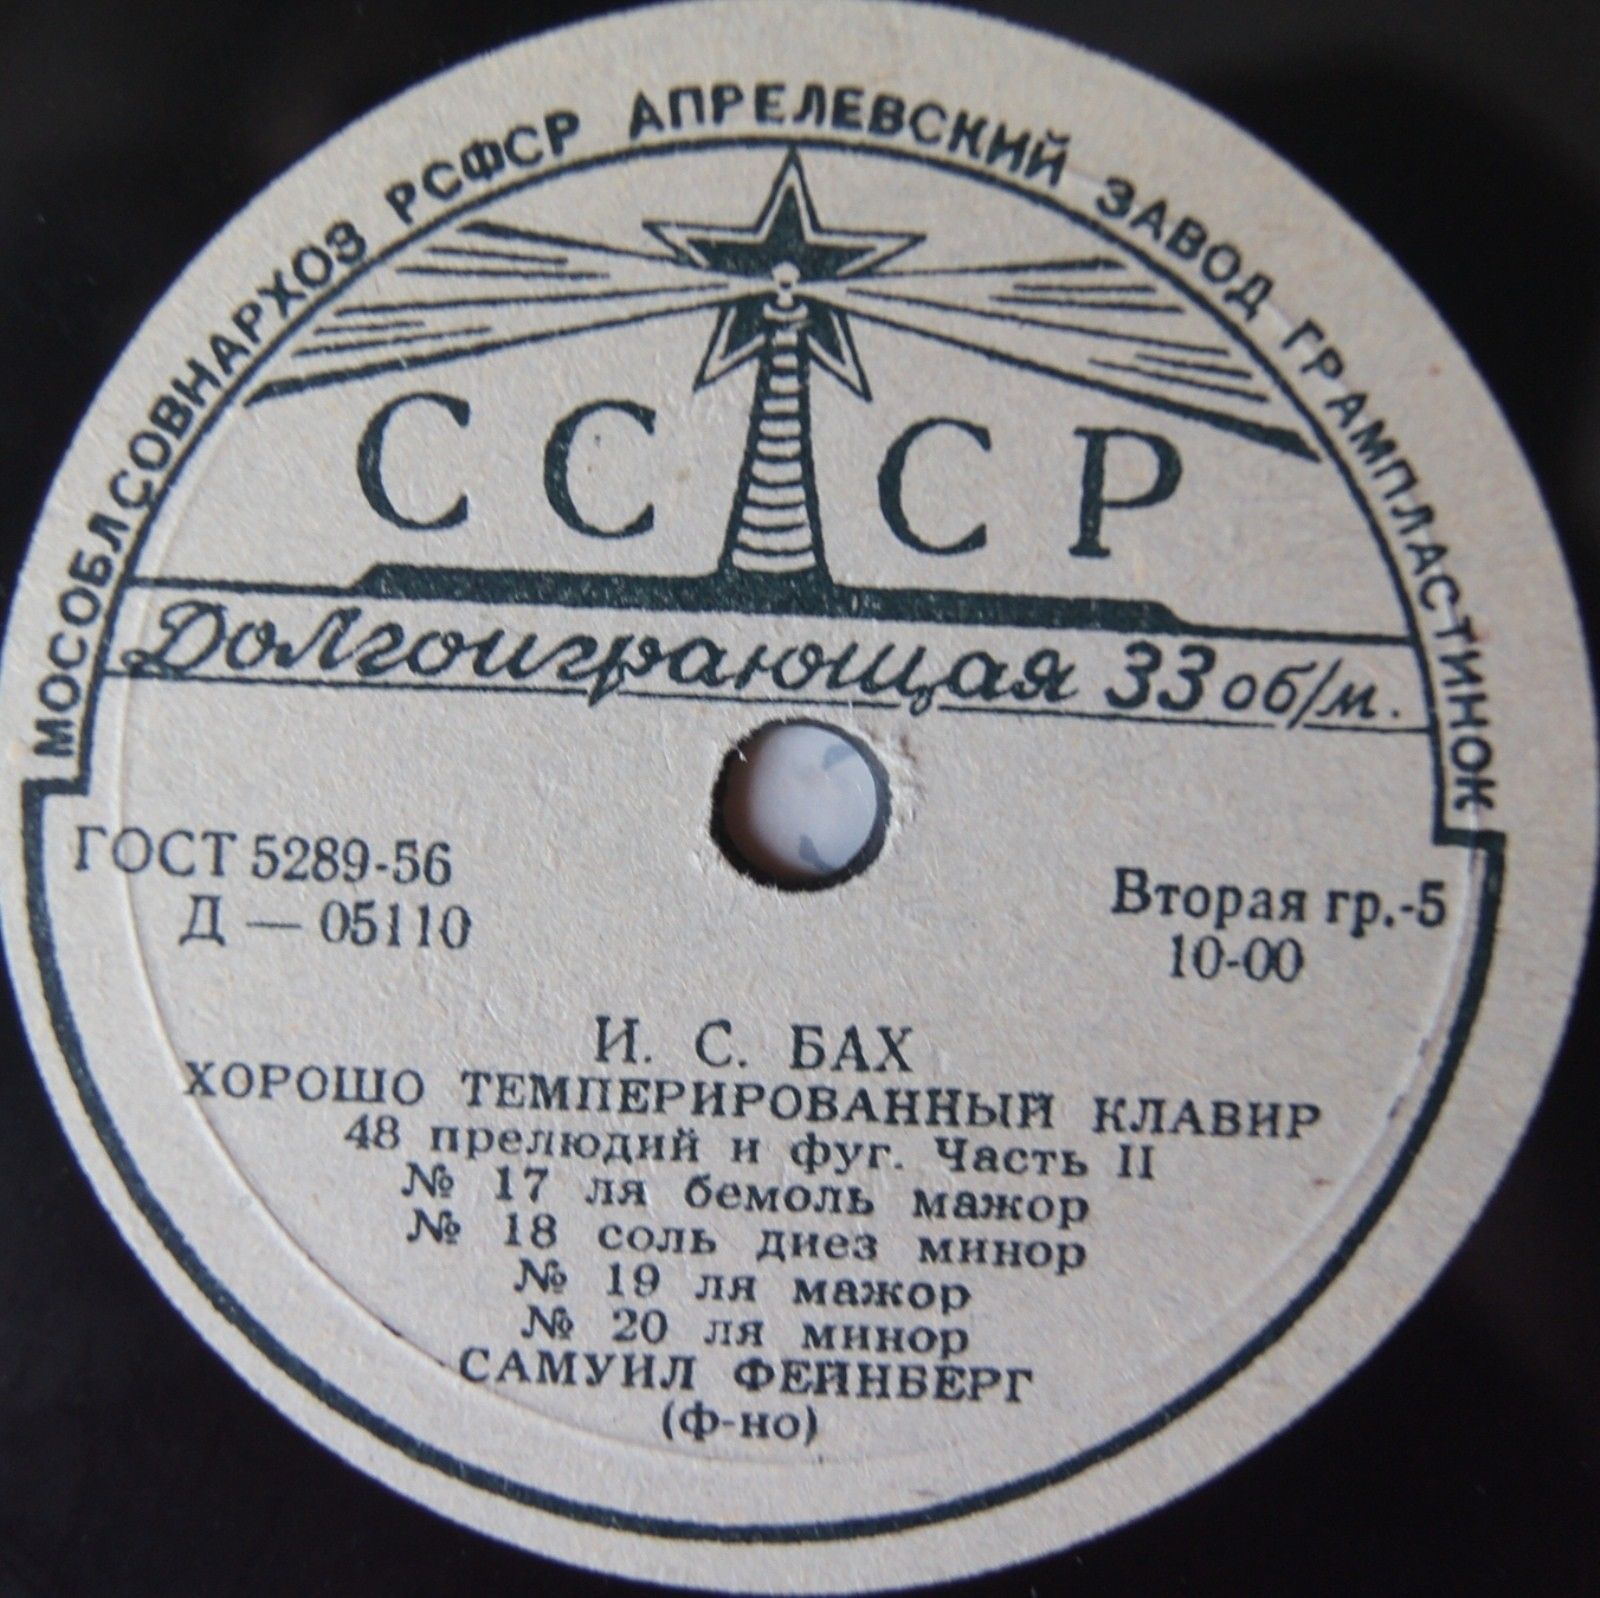 МОСОБЛСОВНАРХОЗ РСФСР АПРЕЛЕВСКИЙ ЗАВОД ГРАМПЛАСТИНОК
СССР
Долгоиграющая 33 об/м.
ГОСТ 5289-56
Д — 05110
Вторая гр.-5
10-00
И. С. БАХ
ХОРОШО ТЕМПЕРИРОВАННЫЙ КЛАВИР
48 прелюдий и фуг. Часть II
№ 17 ля бемоль мажор
№ 18 соль диез минор
№ 19 ля мажор
№ 20 ля минор
САМУИЛ ФЕЙНБЕРГ
(ф-но)